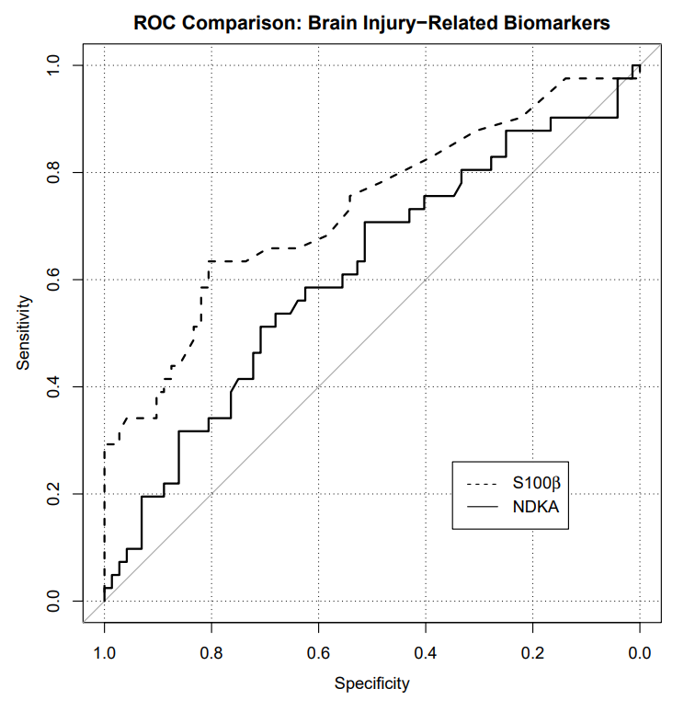 ROC Comparison: Brain Injury−Related Biomarkers
Sensitivity
1.0
0.8
0.6
0.4
0.2
0.0
S100β
NDKA
1.0 0.8 0.6 0.4 0.2 0.0
Specificity